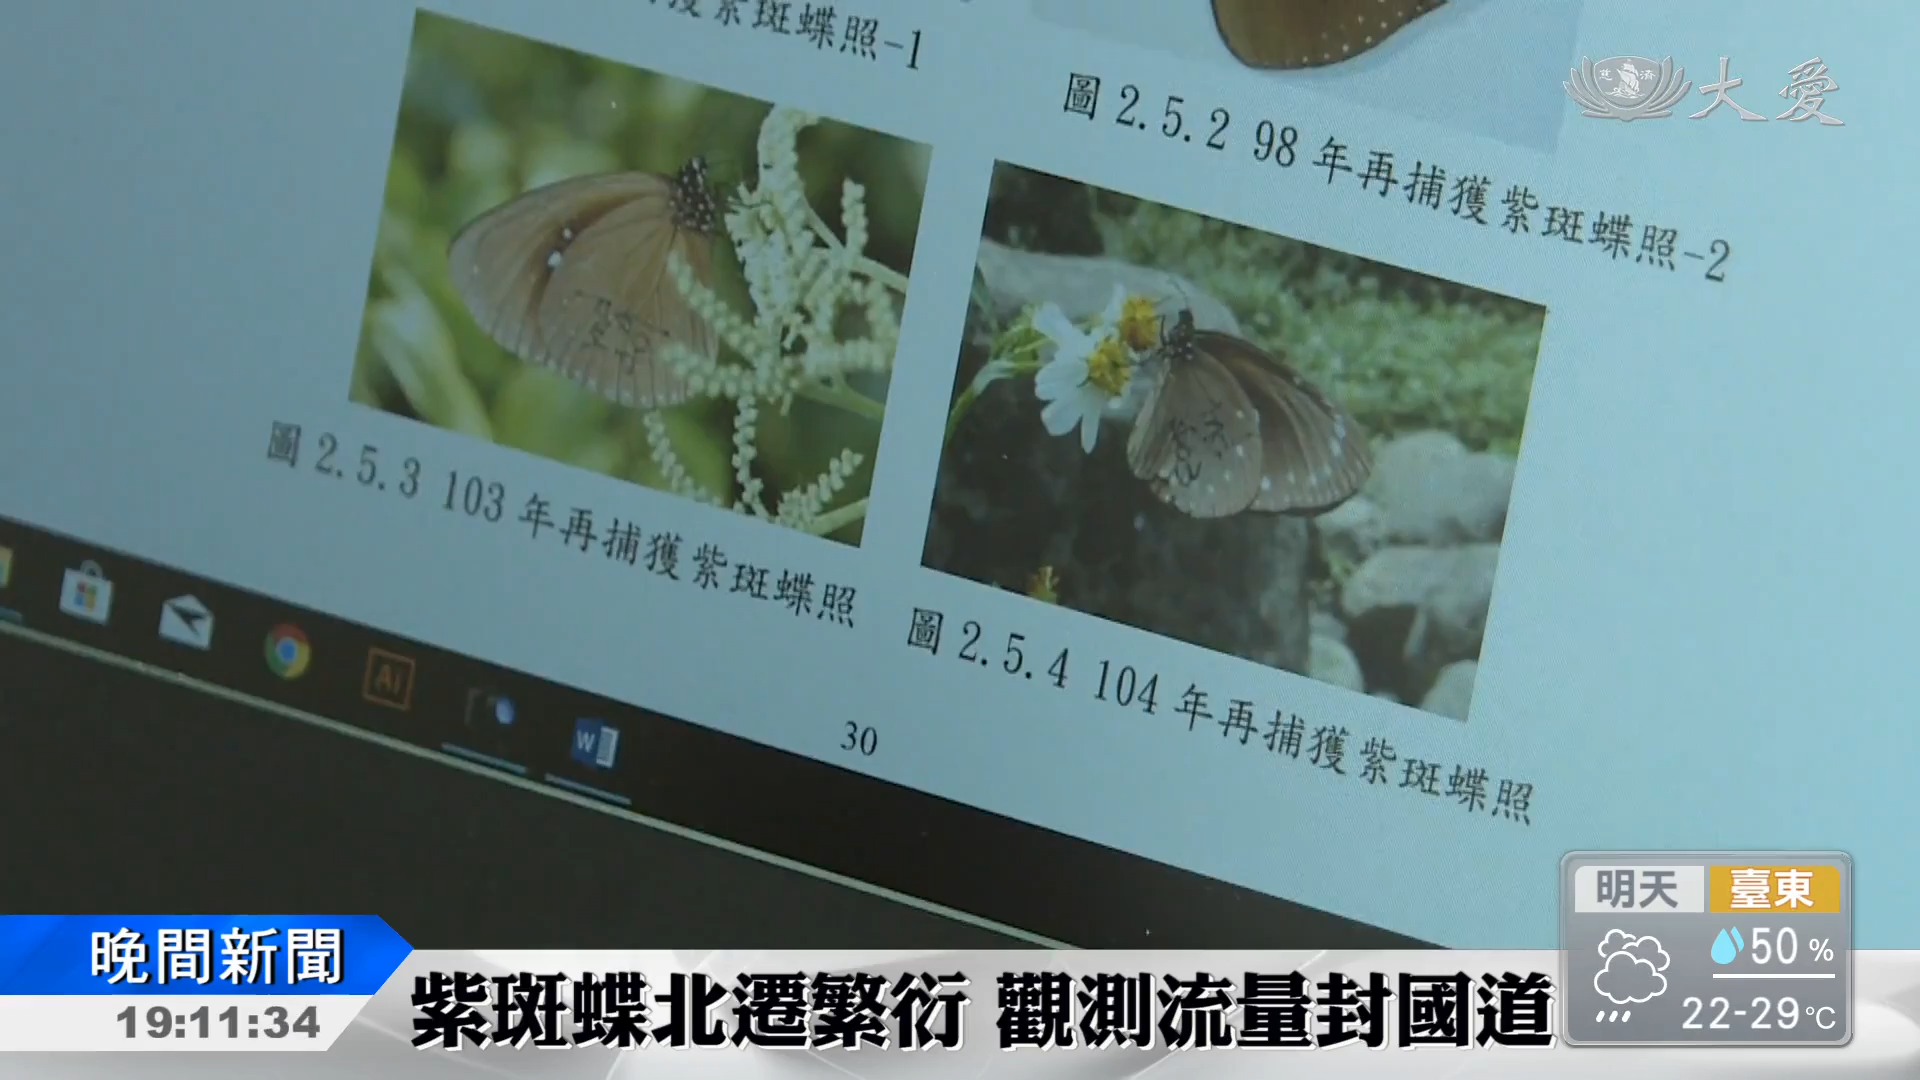 紫斑蝶照-1
圖 2.5.2 98 年再捕獲紫斑蝶照-2
慈濟
大愛
圖 2.5.3 103 年再捕獲紫斑蝶照
圖 2.5.4 104 年再捕獲紫斑蝶照
Ai
W
30
晚間新聞
19:11:34
紫斑蝶北遷繁衍 觀測流量封國道
明天 臺東
50 %
22-29°C